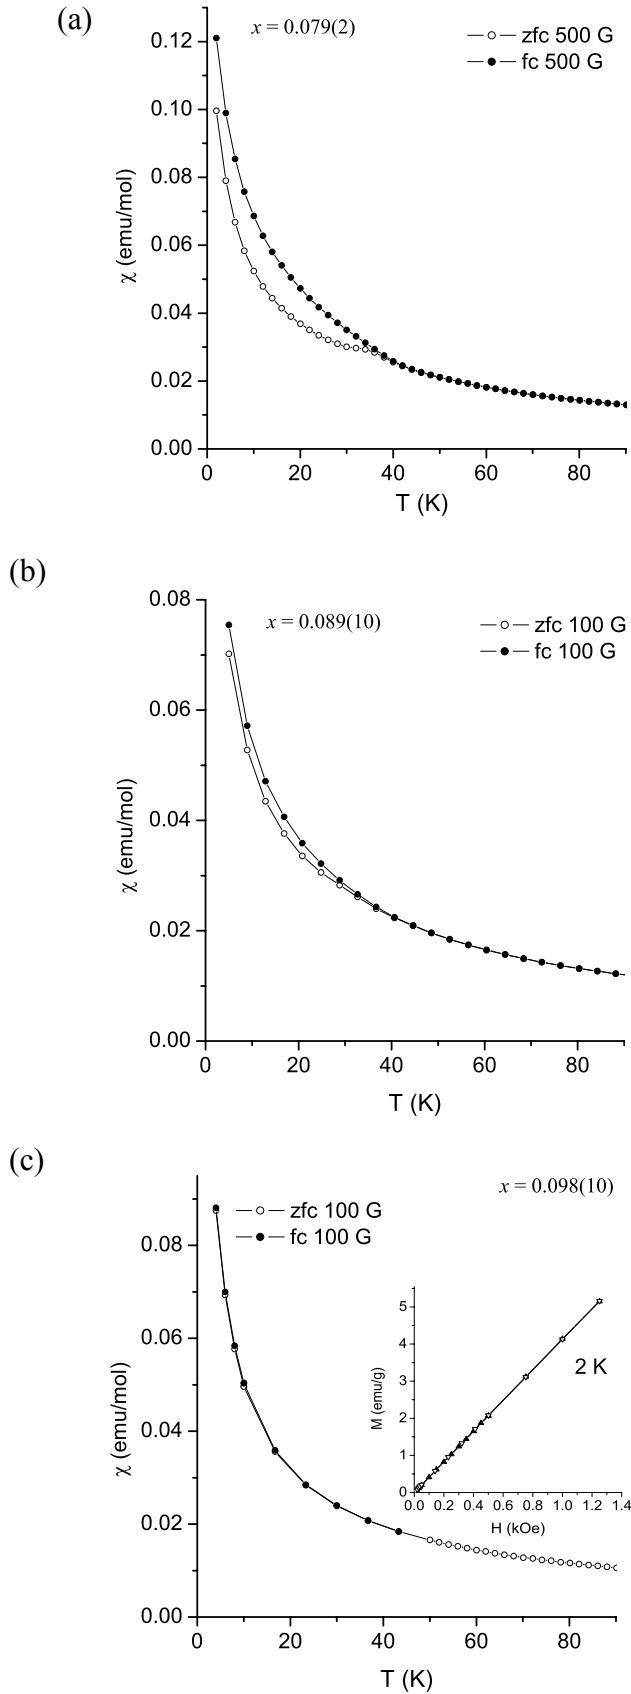 (a)
x = 0.079(2)
zfc 500 G
fc 500 G
0.12
0.10
0.08
0.06
0.04
0.02
0.00
χ (emu/mol)
0 20 40 60 80
T (K)
(b)
x = 0.089(10)
zfc 100 G
fc 100 G
0.08
0.06
0.04
0.02
0.00
χ (emu/mol)
0 20 40 60 80
T (K)
(c)
x = 0.098(10)
zfc 100 G
fc 100 G
0.08
0.06
0.04
0.02
0.00
χ (emu/mol)
5
4
3
2
1
0
M (emu/g)
2 K
0.0 0.2 0.4 0.6 0.8 1.0 1.2 1.4
H (kOe)
0 20 40 60 80
T (K)